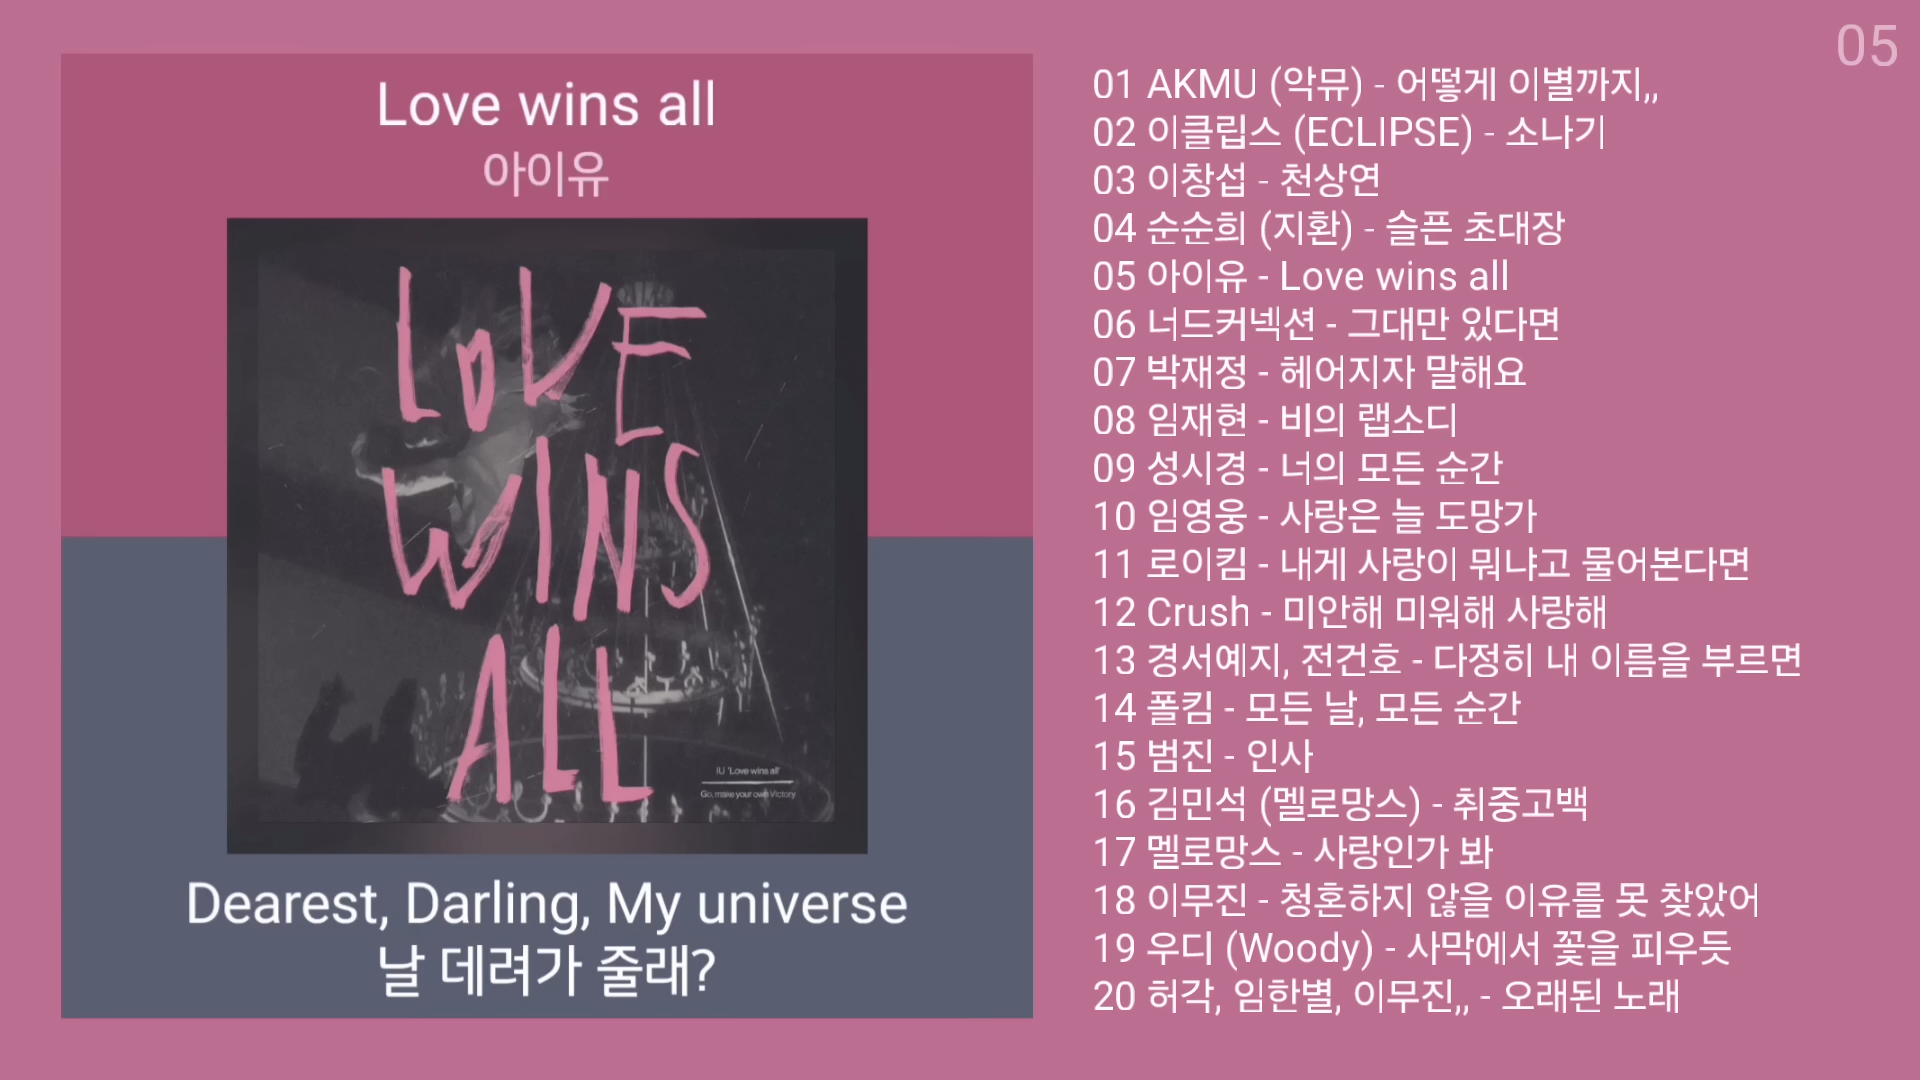 05
Love wins all
아이유
LOVE
WINS
ALL
IU 'Love wins all'
Go, make your own Victory
Dearest, Darling, My universe
날 데려가 줄래?
01 AKMU (악뮤) - 어떻게 이별까지,,
02 이클립스 (ECLIPSE) - 소나기
03 이창섭 - 천상연
04 순순희 (지환) - 슬픈 초대장
05 아이유 - Love wins all
06 너드커넥션 - 그대만 있다면
07 박재정 - 헤어지자 말해요
08 임재현 - 비의 랩소디
09 성시경 - 너의 모든 순간
10 임영웅 - 사랑은 늘 도망가
11 로이킴 - 내게 사랑이 뭐냐고 물어본다면
12 Crush - 미안해 미워해 사랑해
13 경서예지, 전건호 - 다정히 내 이름을 부르면
14 폴킴 - 모든 날, 모든 순간
15 범진 - 인사
16 김민석 (멜로망스) - 취중고백
17 멜로망스 - 사랑인가 봐
18 이무진 - 청혼하지 않을 이유를 못 찾았어
19 우디 (Woody) - 사막에서 꽃을 피우듯
20 허각, 임한별, 이무진,, - 오래된 노래